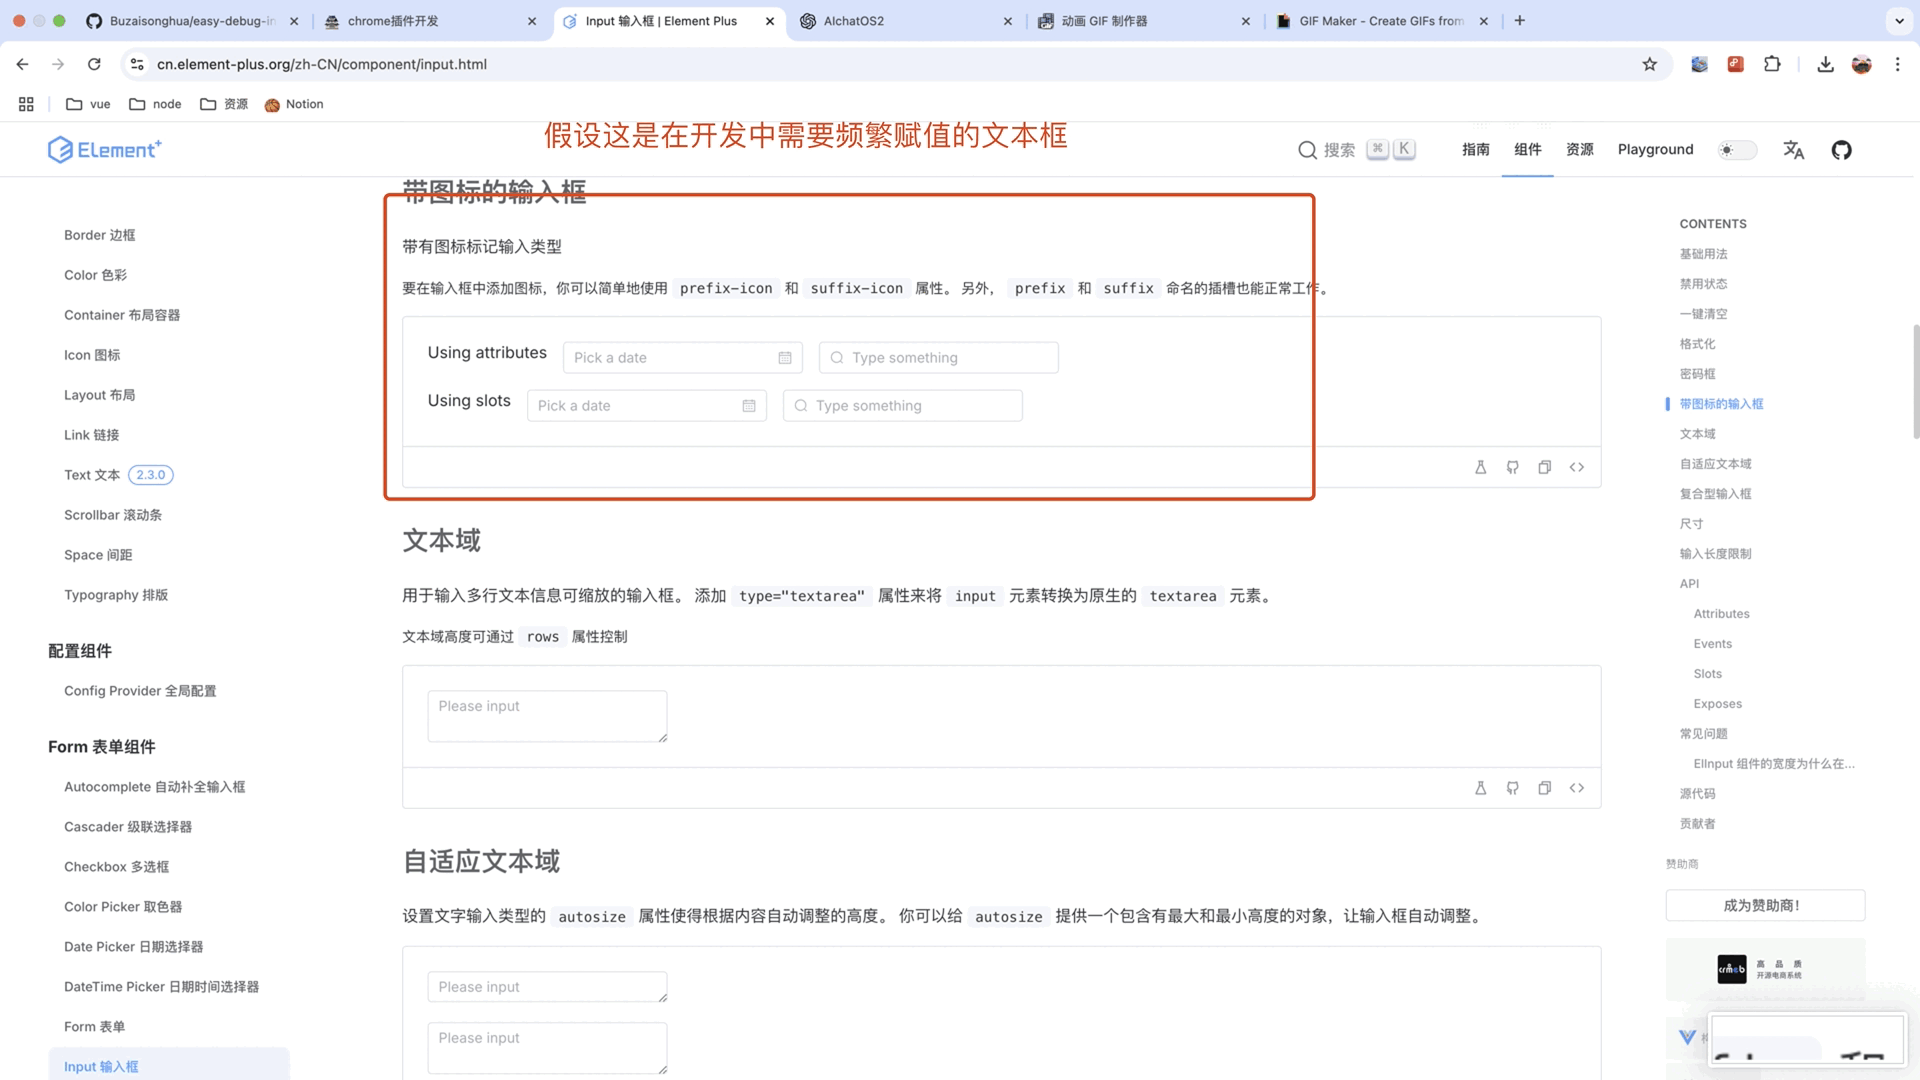 Buzaisonghua/easy-debug-in
chrome插件开发
Input 输入框 | Element Plus
AIchatOS2
动画 GIF 制作器
GIF Maker - Create GIFs from
cn.element-plus.org/zh-CN/component/input.html
vue
node
资源
Notion
假设这是在开发中需要频繁赋值的文本框
Element+
搜索 ⌘ K
指南
组件
资源
Playground
Border 边框
Color 色彩
Container 布局容器
Icon 图标
Layout 布局
Link 链接
Text 文本 2.3.0
Scrollbar 滚动条
Space 间距
Typography 排版
配置组件
Config Provider 全局配置
Form 表单组件
Autocomplete 自动补全输入框
Cascader 级联选择器
Checkbox 多选框
Color Picker 取色器
Date Picker 日期选择器
DateTime Picker 日期时间选择器
Form 表单
Input 输入框
带图标的输入框
带有图标标记输入类型
要在输入框中添加图标，你可以简单地使用 prefix-icon 和 suffix-icon 属性。 另外， prefix 和 suffix 命名的插槽也能正常工作。
Using attributes Pick a date Type something
Using slots Pick a date Type something
文本域
用于输入多行文本信息可缩放的输入框。 添加 type="textarea" 属性来将 input 元素转换为原生的 textarea 元素。
文本域高度可通过 rows 属性控制
Please input
自适应文本域
设置文字输入类型的 autosize 属性使得根据内容自动调整的高度。 你可以给 autosize 提供一个包含有最大和最小高度的对象，让输入框自动调整。
Please input
Please input
CONTENTS
基础用法
禁用状态
一键清空
格式化
密码框
带图标的输入框
文本域
自适应文本域
复合型输入框
尺寸
输入长度限制
API
Attributes
Events
Slots
Exposes
常见问题
ElInput 组件的宽度为什么在...
源代码
贡献者
赞助商
成为赞助商！
crmeb
高 品 质
开源电商系统